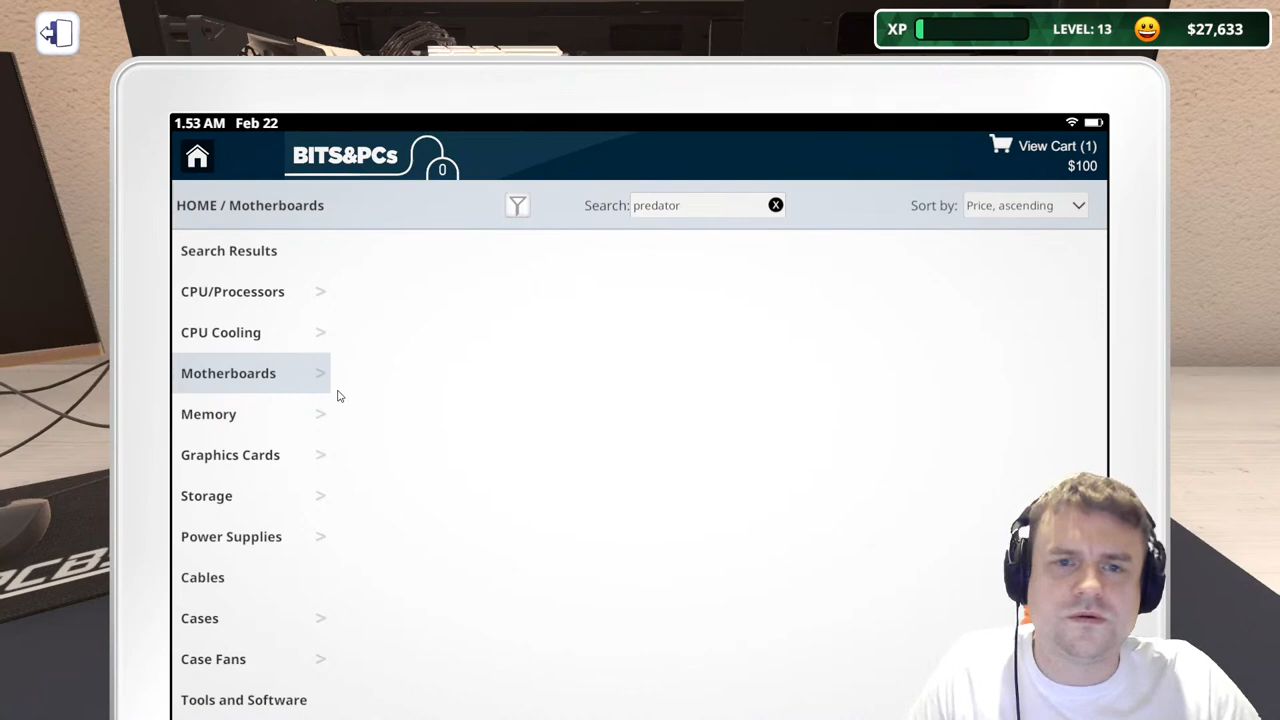 XP
LEVEL: 13
$27,633
1.53 AM Feb 22
BITS&PCs
0
View Cart (1)
$100
HOME / Motherboards
Search: predator
X
Sort by: Price, ascending
Search Results
CPU/Processors >
CPU Cooling >
Motherboards >
Memory >
Graphics Cards >
Storage >
Power Supplies >
Cables
Cases >
Case Fans >
Tools and Software